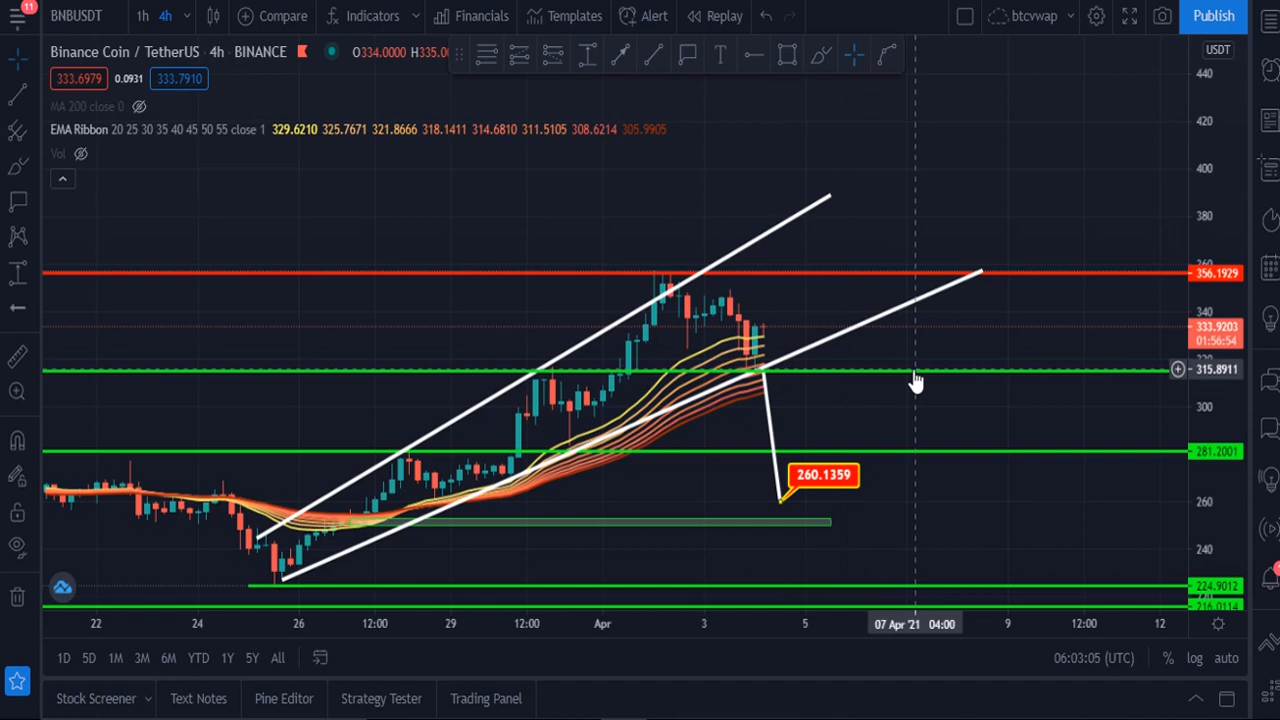 11
BNBUSDT 1h 4h Compare Indicators Financials Templates Alert Replay btcvwap Publish
Binance Coin / TetherUS · 4h · BINANCE O334.0000 H335.00 USDT
333.6979 0.0931 333.7910
MA 200 close 0
EMA Ribbon 20 25 30 35 40 45 50 55 close 1 329.6210 325.7671 321.8666 318.1411 314.6810 311.5105 308.6214 305.9905
Vol
440
420
400
380
356.1929
340
333.9203
01:56:54
315.8911
300
281.2001
260.1359
260
240
224.9012
216.0114
22 24 26 12:00 29 12:00 Apr 3 5 07 Apr '21 04:00 9 12:00 12
1D 5D 1M 3M 6M YTD 1Y 5Y All 06:03:05 (UTC) % log auto
Stock Screener Text Notes Pine Editor Strategy Tester Trading Panel